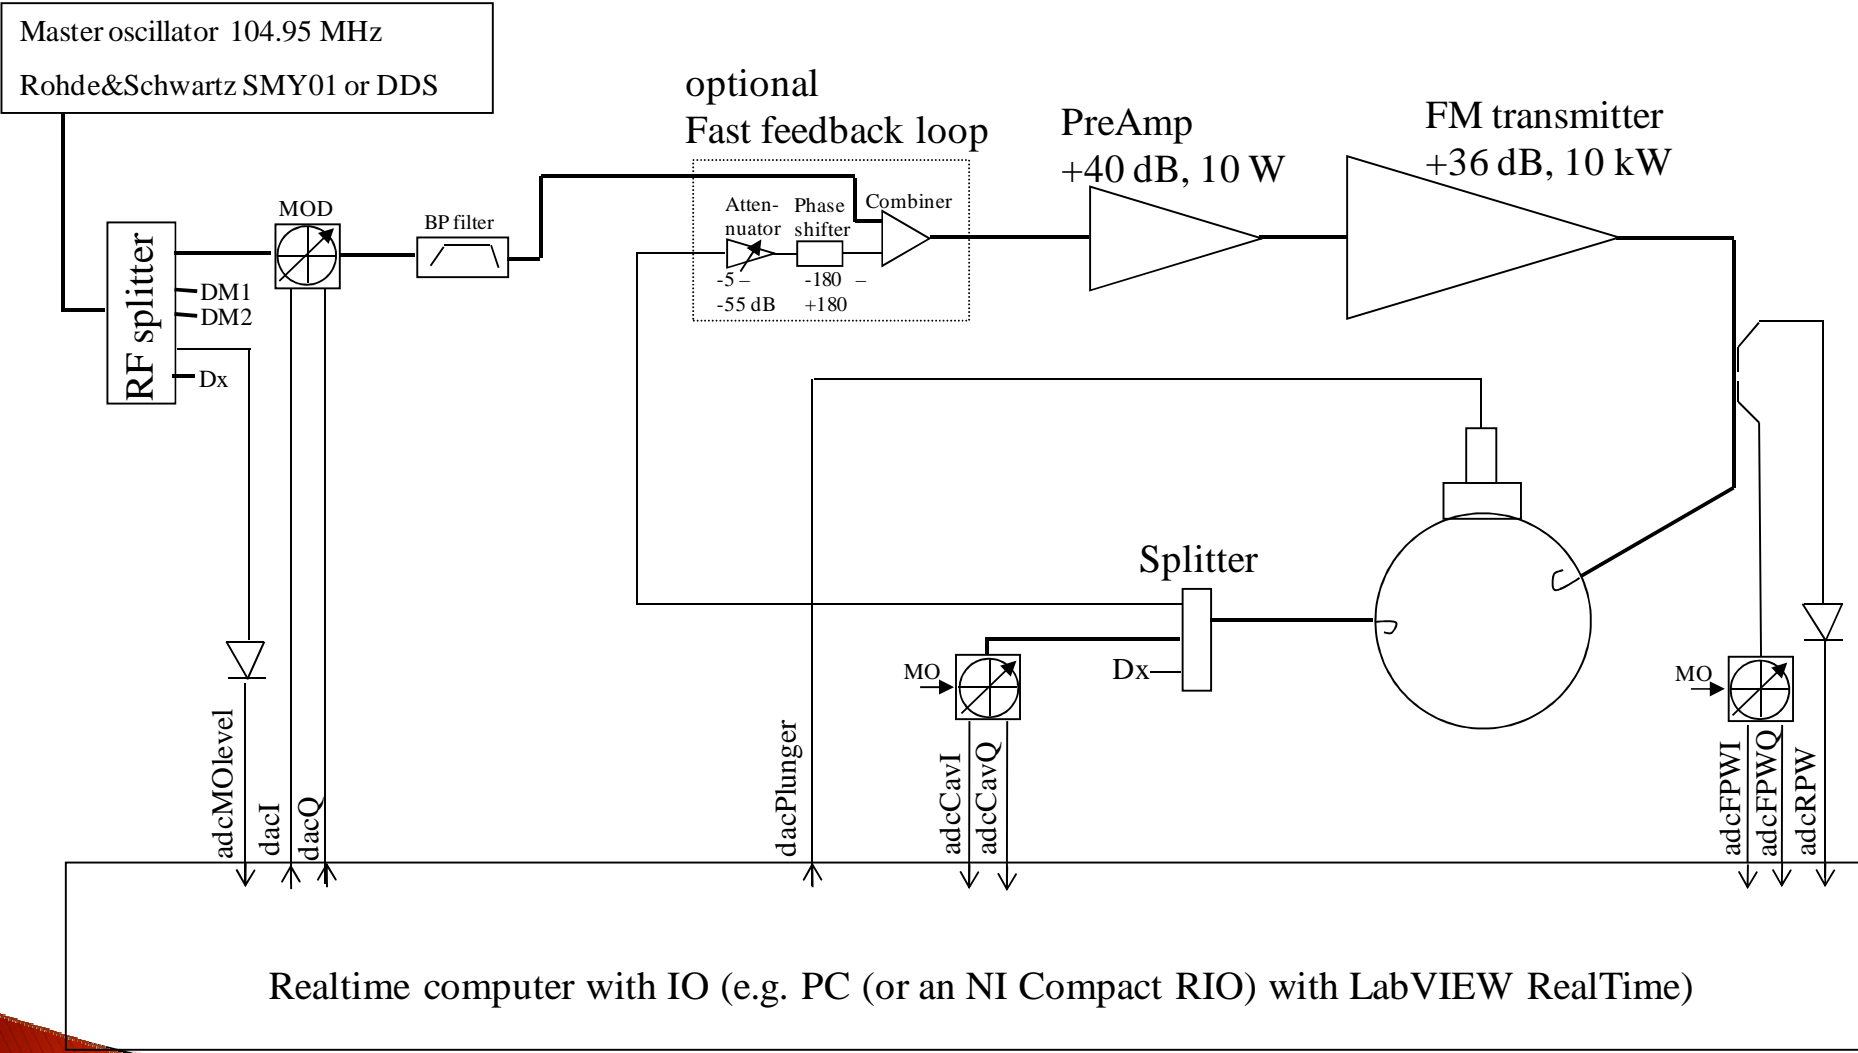 Master oscillator 104.95 MHz
Rohde&Schwartz SMY01 or DDS
optional
Fast feedback loop
PreAmp
+40 dB, 10 W
FM transmitter
+36 dB, 10 kW
MOD
BP filter
Atten-
nuator
Phase
shifter
Combiner
-5 –
-55 dB
-180 –
+180
RF splitter
DM1
DM2
Dx
Splitter
MO
Dx
MO
adcMOlevel
dacI
dacQ
dacPlunger
adcCavI
adcCavQ
adcFPWI
adcFPWQ
adcRPW
Realtime computer with IO (e.g. PC (or an NI Compact RIO) with LabVIEW RealTime)